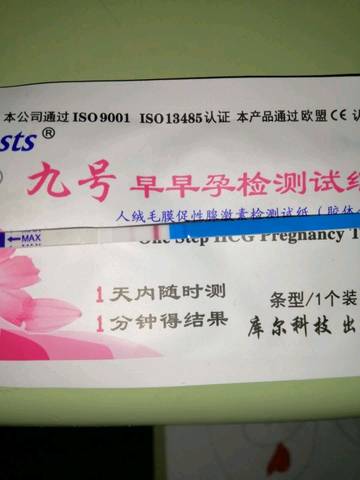 本公司通过ISO9001 ISO13485认证 本产品通过欧盟CE认
sts®
九号早早孕检测试纸
人绒毛膜促性腺激素检测试纸(胶体
←MAX
One Step HCG Pregnancy T
1天内随时测
1分钟得结果
条型/1个装
库尔科技 出